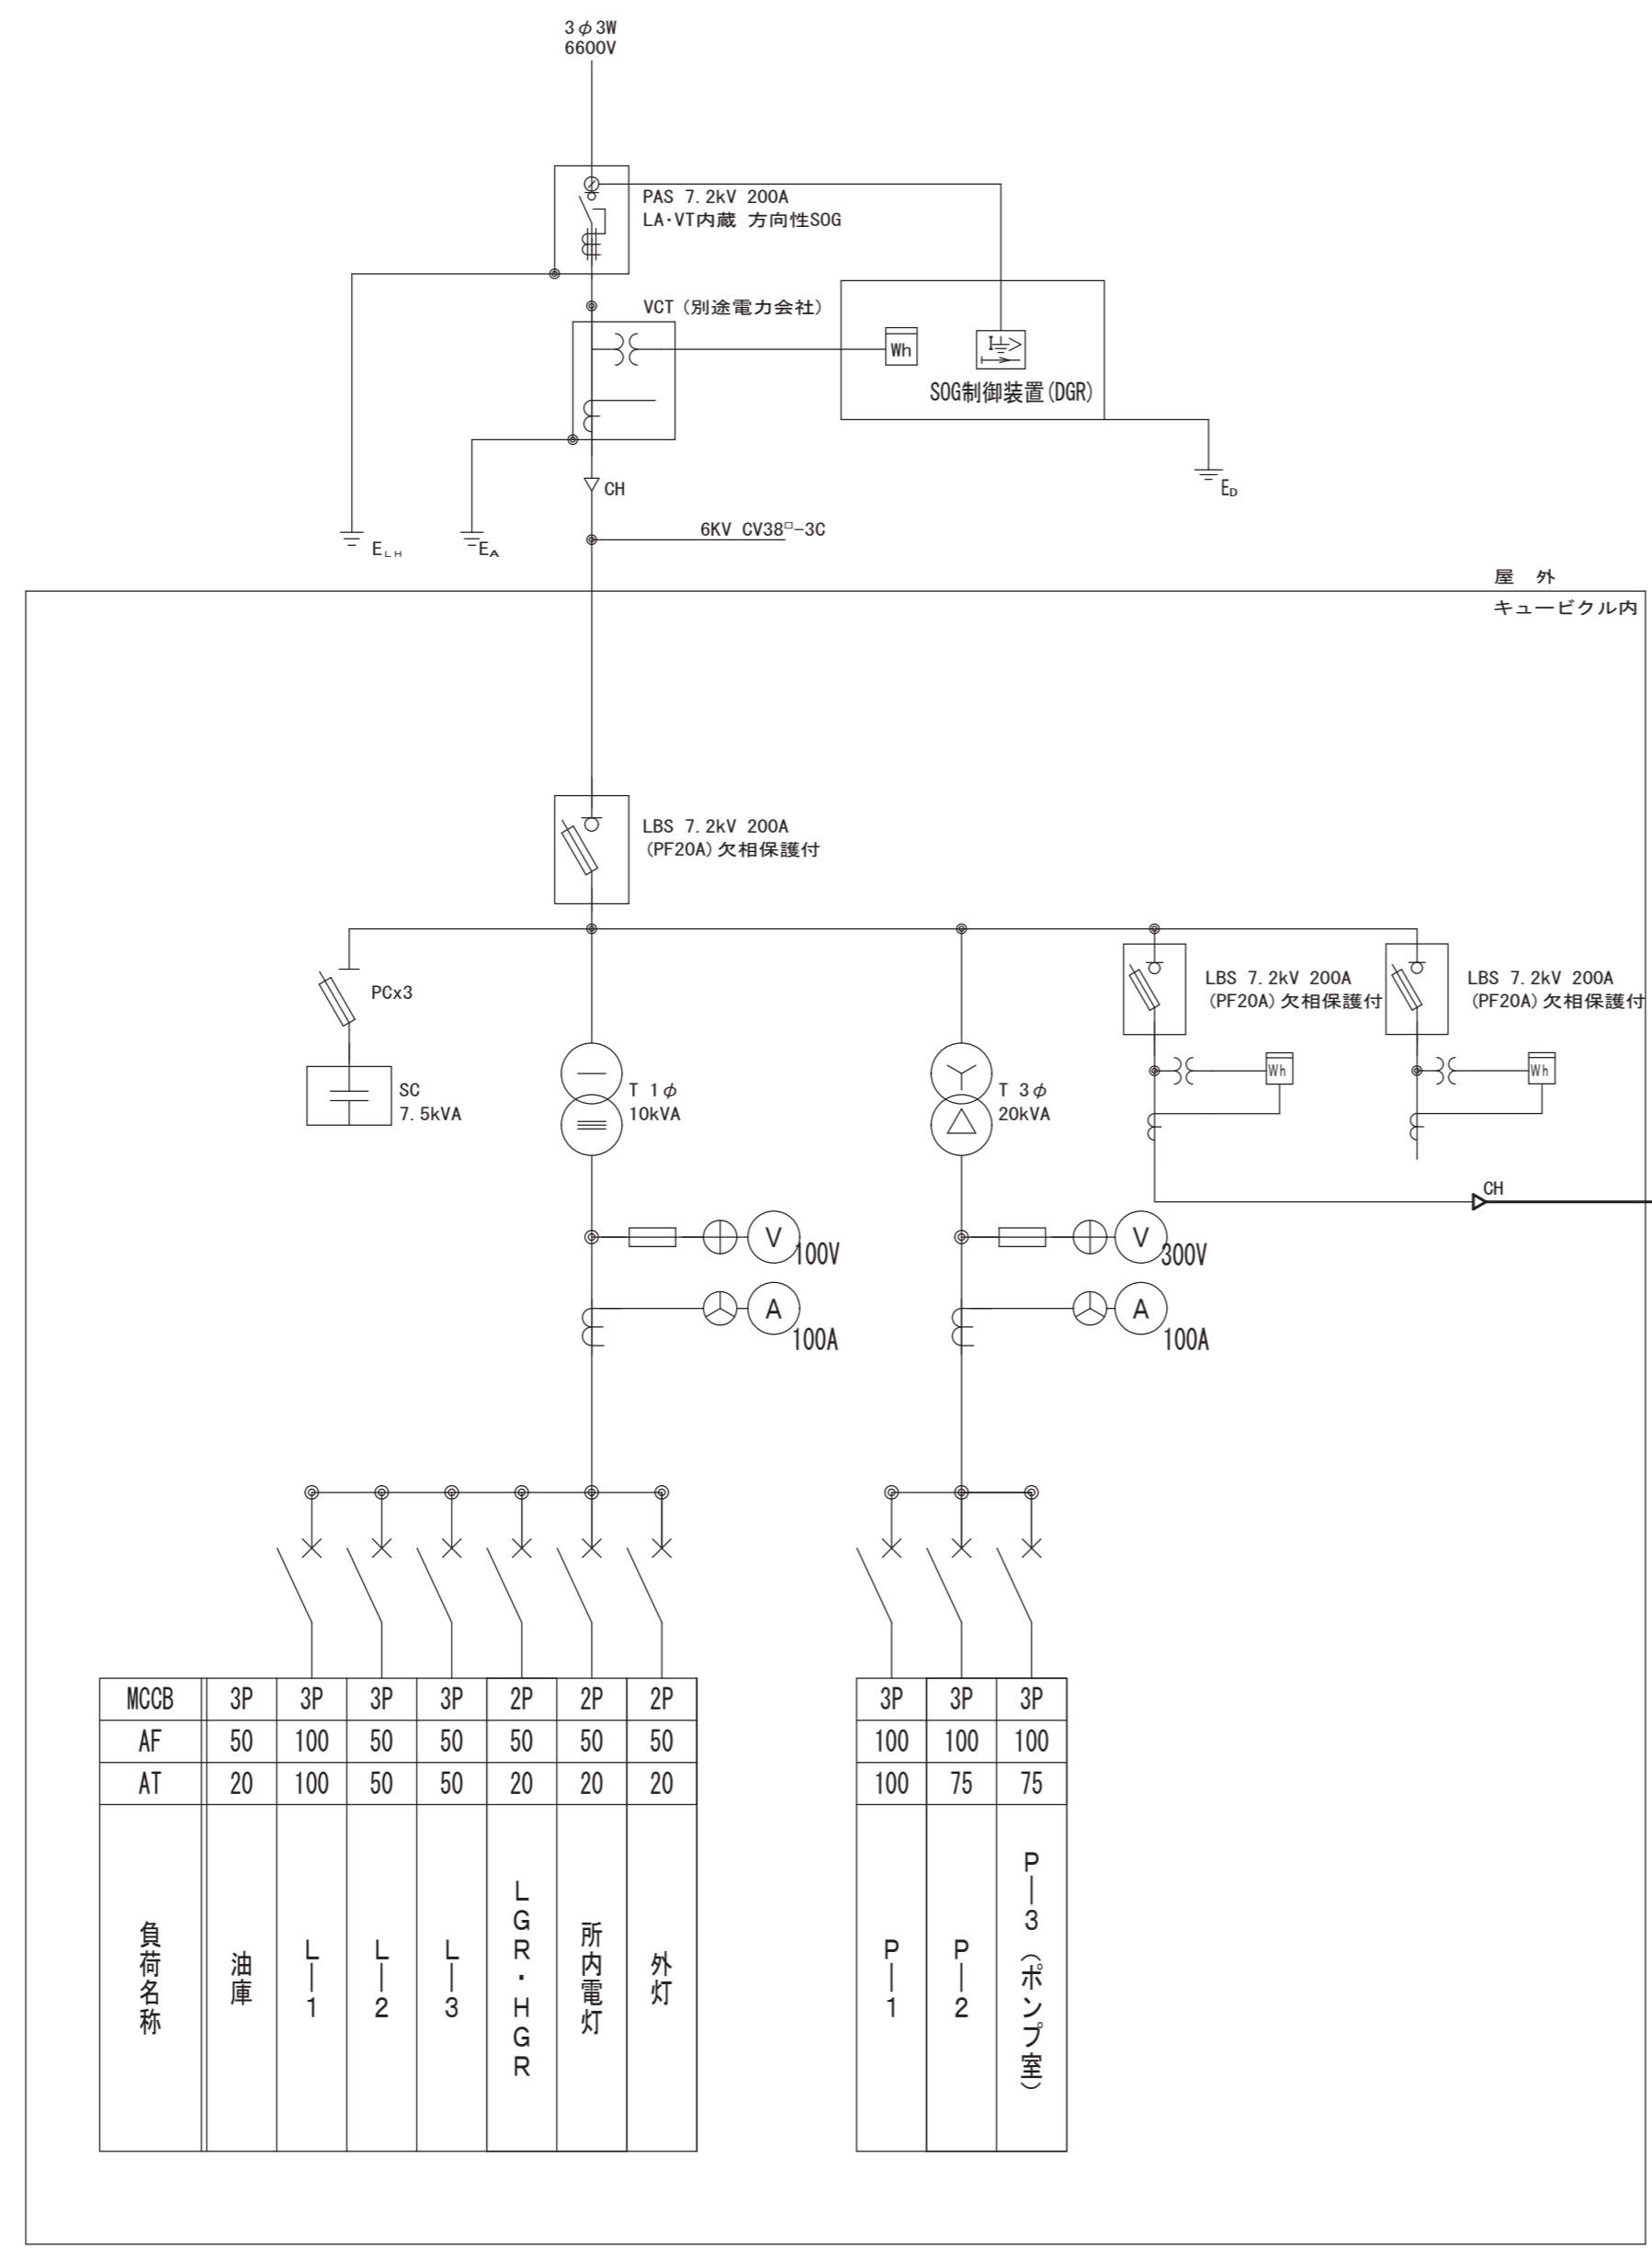 3φ3W
6600V
PAS 7.2kV 200A
LA・VT内蔵 方向性SOG
VCT (別途電力会社)
Wh
I>
SOG制御装置(DGR)
CH
ELH
EA
ED
6KV CV38□-3C
屋 外
キュービクル内
LBS 7.2kV 200A
(PF20A)欠相保護付
PCx3
LBS 7.2kV 200A
(PF20A)欠相保護付
LBS 7.2kV 200A
(PF20A)欠相保護付
Wh
Wh
SC
7.5kVA
T 1φ
10kVA
T 3φ
20kVA
CH
V
100V
V
300V
A
100A
A
100A
MCCB 3P 3P 3P 3P 2P 2P 2P
AF 50 100 50 50 50 50 50
AT 20 100 50 50 20 20 20
負荷名称
油庫
L—1
L—2
L—3
LGR・HGR
所内電灯
外灯
3P 3P 3P
100 100 100
100 75 75
P—1
P—2
P—3(ポンプ室)